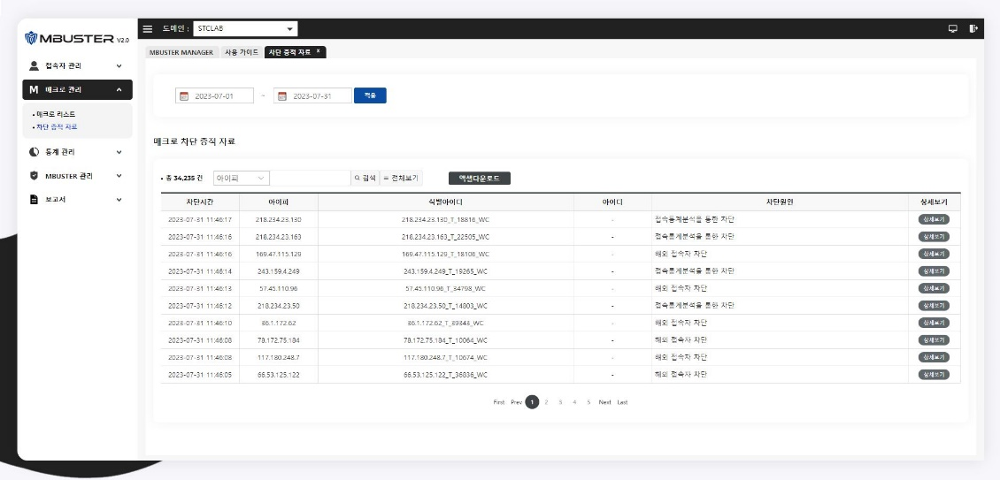 MBUSTER V2.0
도메인 : STCLAB
MBUSTER MANAGER 사용 가이드 차단 증적 자료 x
접속자 관리
M 매크로 관리
• 매크로 리스트
• 차단 증적 자료
통계 관리
MBUSTER 관리
보고서
2023-07-01 ~ 2023-07-31 적용
매크로 차단 증적 자료
• 총 34,235 건 아이피 검색 전체보기 엑셀다운로드
차단시간 아이피 식별아이디 아이디 차단원인 상세보기
2023-07-31 11:46:17 218.234.23.130 218.234.23.130_T_18816_WC - 접속통계분석을 통한 차단 상세보기
2023-07-31 11:46:16 218.234.23.163 218.234.23.163_T_22505_WC - 접속통계분석을 통한 차단 상세보기
2023-07-31 11:46:16 169.47.115.129 169.47.115.129_T_18106_WC - 해외 접속자 차단 상세보기
2023-07-31 11:46:14 243.159.4.249 243.159.4.249_T_19265_WC - 접속통계분석을 통한 차단 상세보기
2023-07-31 11:46:13 57.45.110.96 57.45.110.96_T_34798_WC - 해외 접속자 차단 상세보기
2023-07-31 11:46:12 218.234.23.50 218.234.23.50_T_14803_WC - 접속통계분석을 통한 차단 상세보기
2023-07-31 11:46:10 36.1.172.62 36.1.172.62_T_39343_WC - 해외 접속자 차단 상세보기
2023-07-31 11:46:08 78.172.75.184 78.172.75.184_T_10064_WC - 해외 접속자 차단 상세보기
2023-07-31 11:46:08 117.180.248.7 117.180.248.7_T_10674_WC - 해외 접속자 차단 상세보기
2023-07-31 11:46:05 66.53.125.122 66.53.125.122_T_36836_WC - 해외 접속자 차단 상세보기
First Prev 1 2 3 4 5 Next Last